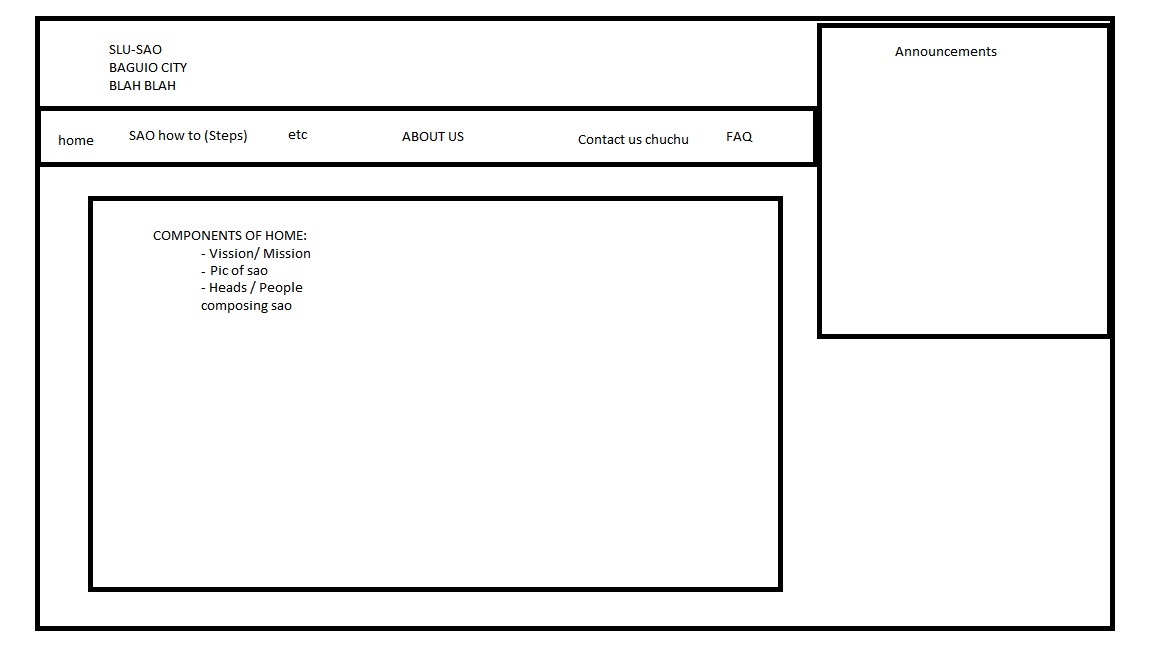 SLU-SAO
BAGUIO CITY
BLAH BLAH
Announcements
home
SAO how to (Steps)
etc
ABOUT US
Contact us chuchu
FAQ
COMPONENTS OF HOME:
- Vission/ Mission
- Pic of sao
- Heads / People
composing sao